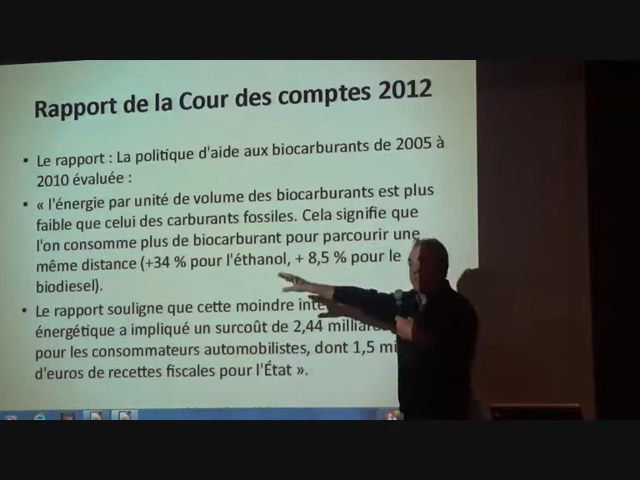 Rapport de la Cour des comptes 2012
• Le rapport : La politique d'aide aux biocarburants de 2005 à
2010 évaluée :
• « l'énergie par unité de volume des biocarburants est plus
faible que celui des carburants fossiles. Cela signifie que
l'on consomme plus de biocarburant pour parcourir une
même distance (+34 % pour l'éthanol, + 8,5 % pour le
biodiesel).
• Le rapport souligne que cette moindre
énergétique a impliqué un surcoût de 2,44
pour les consommateurs automobilistes, dont 1,5
d'euros de recettes fiscales pour l'État ».